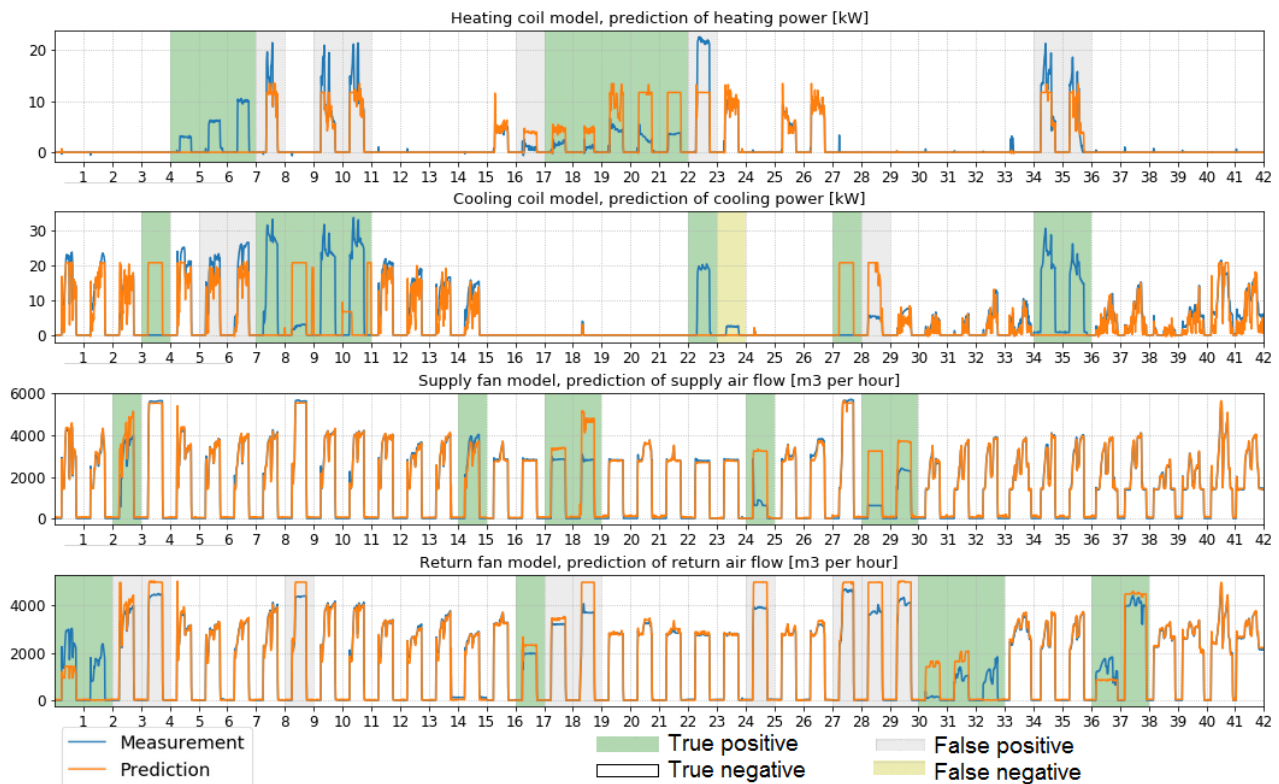 Heating coil model, prediction of heating power [kW]
20
10
0
1 2 3 4 5 6 7 8 9 10 11 12 13 14 15 16 17 18 19 20 21 22 23 24 25 26 27 28 29 30 31 32 33 34 35 36 37 38 39 40 41 42
Cooling coil model, prediction of cooling power [kW]
30
20
10
0
1 2 3 4 5 6 7 8 9 10 11 12 13 14 15 16 17 18 19 20 21 22 23 24 25 26 27 28 29 30 31 32 33 34 35 36 37 38 39 40 41 42
Supply fan model, prediction of supply air flow [m3 per hour]
6000
4000
2000
0
1 2 3 4 5 6 7 8 9 10 11 12 13 14 15 16 17 18 19 20 21 22 23 24 25 26 27 28 29 30 31 32 33 34 35 36 37 38 39 40 41 42
Return fan model, prediction of return air flow [m3 per hour]
4000
2000
0
1 2 3 4 5 6 7 8 9 10 11 12 13 14 15 16 17 18 19 20 21 22 23 24 25 26 27 28 29 30 31 32 33 34 35 36 37 38 39 40 41 42
Measurement
Prediction
True positive
True negative
False positive
False negative